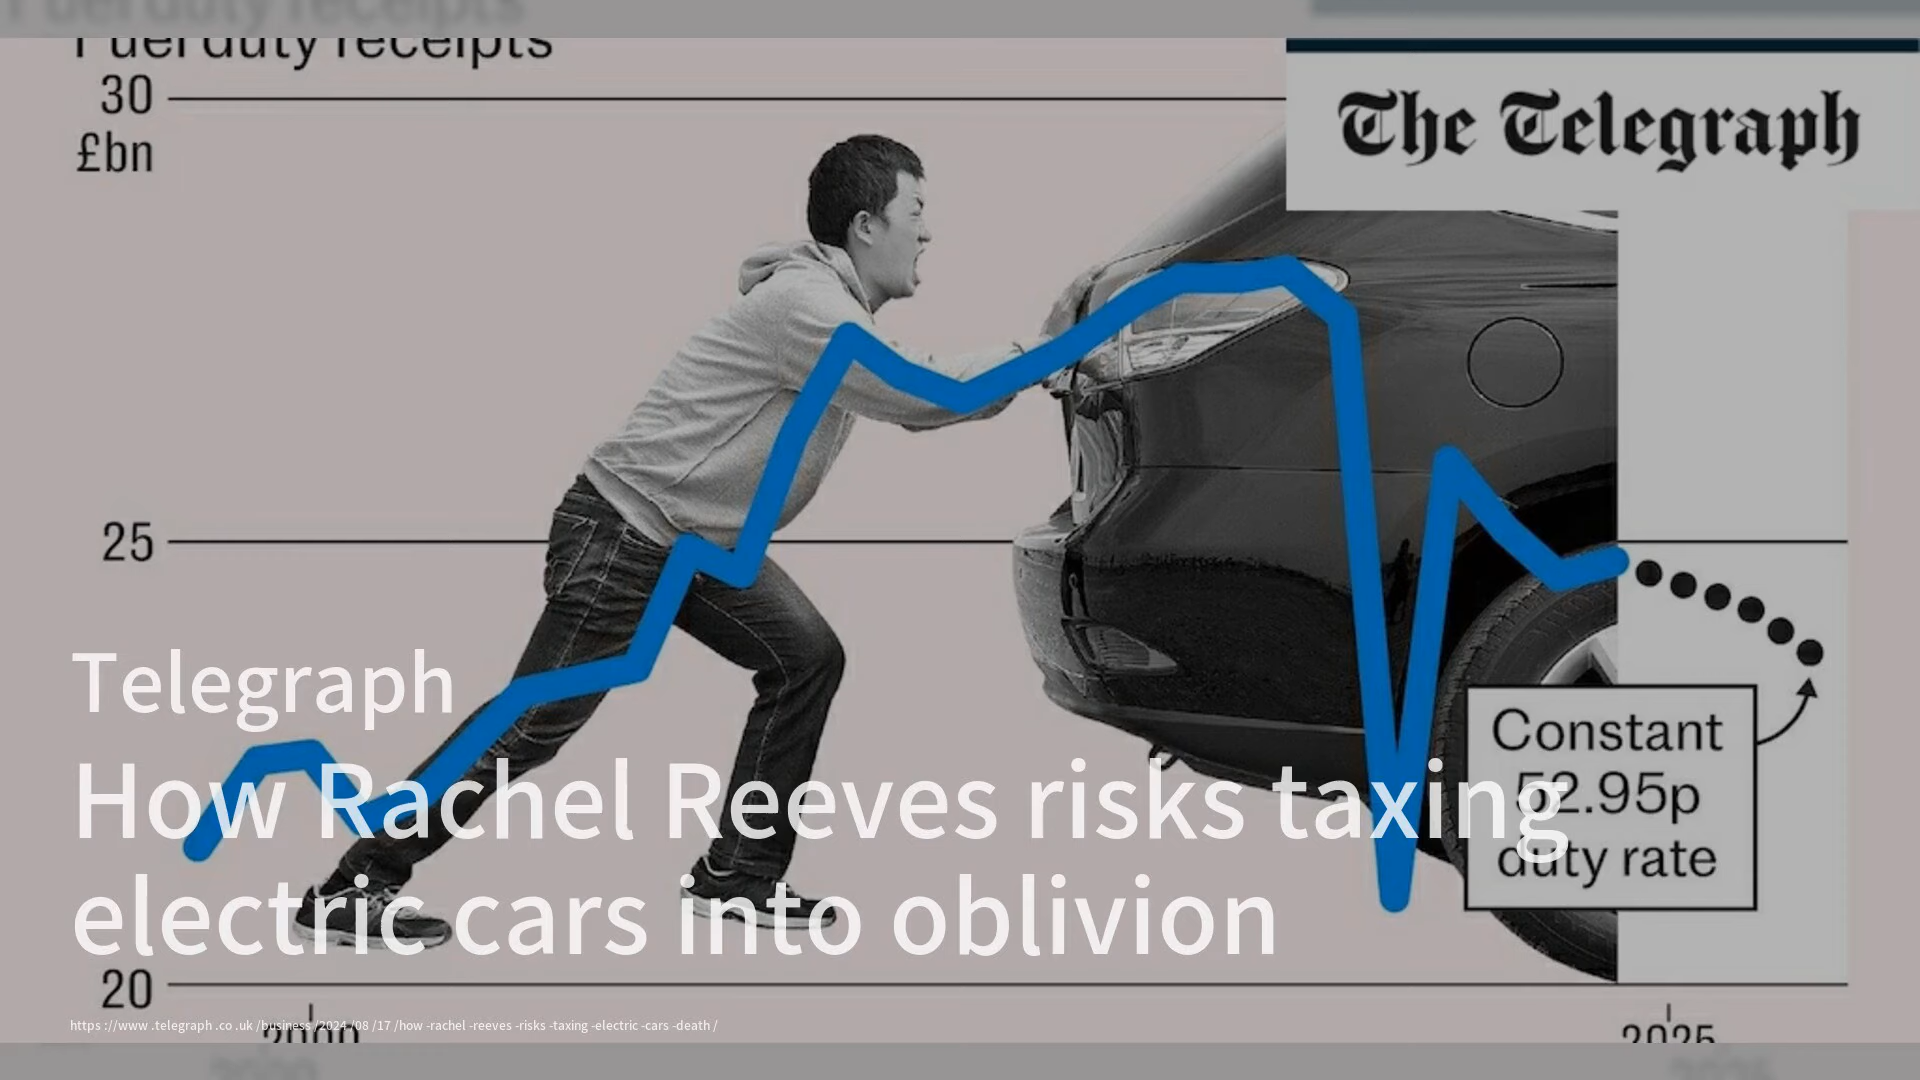 Fuel duty receipts
30
£bn
The Telegraph
25
Telegraph
How Rachel Reeves risks taxing
electric cars into oblivion
Constant
52.95p
duty rate
20
https://www.telegraph.co.uk/business/2024/08/17/how-rachel-reeves-risks-taxing-electric-cars-death/
2000
2025